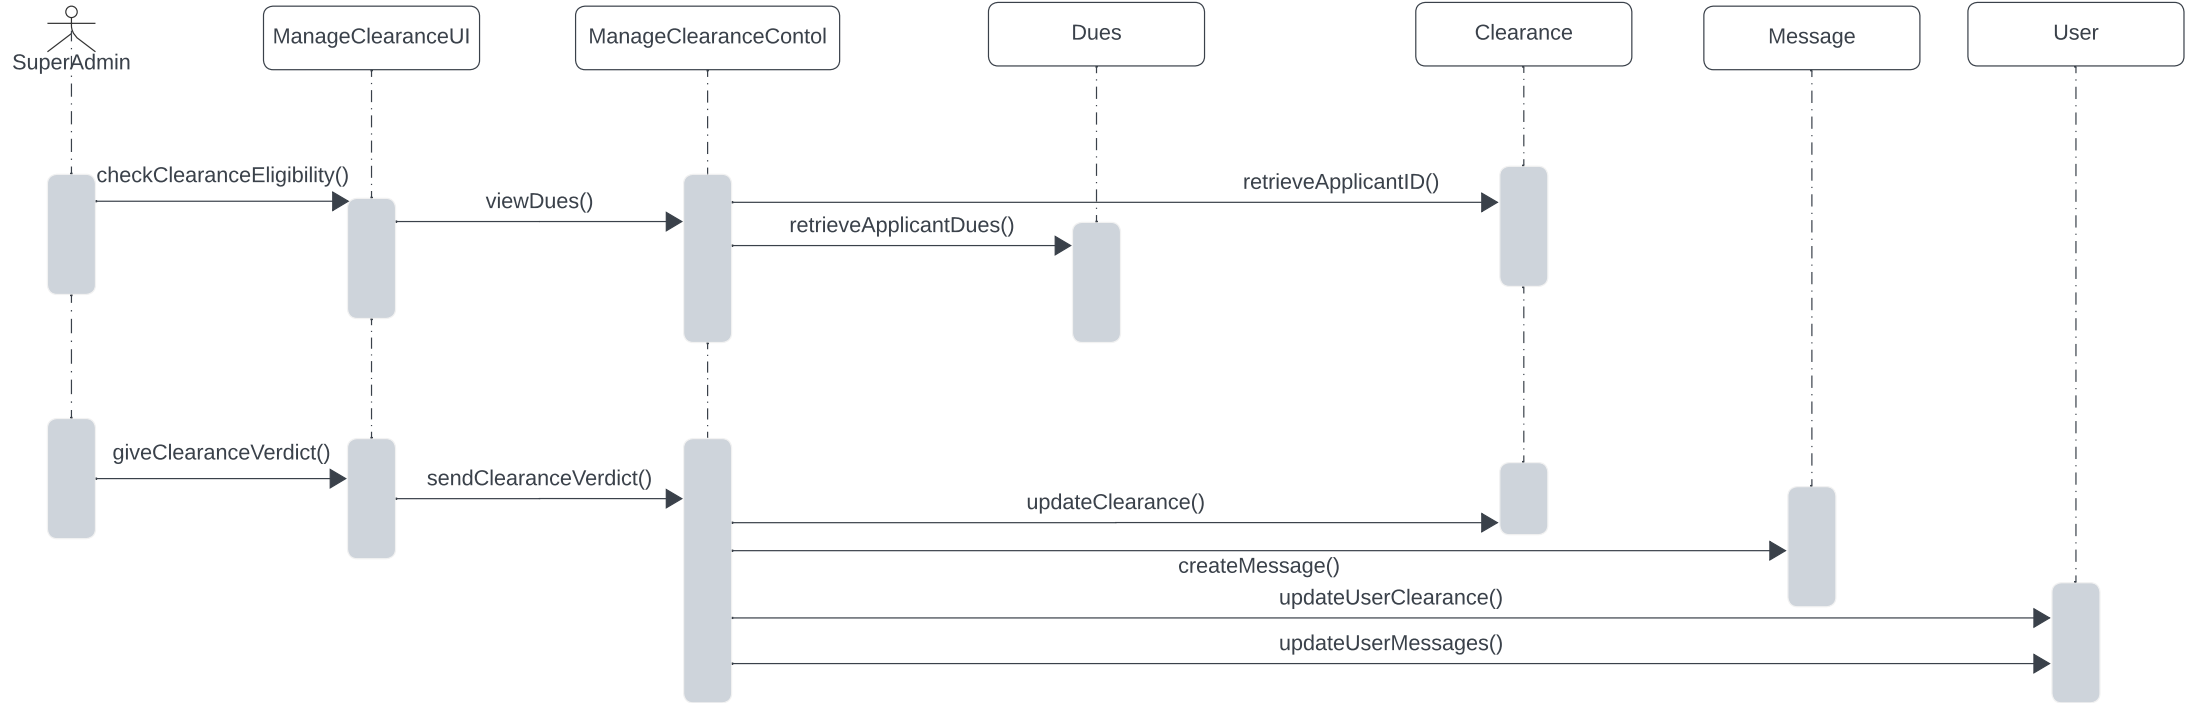 SuperAdmin
ManageClearanceUI
ManageClearanceContol
Dues
Clearance
Message
User
checkClearanceEligibility()
viewDues()
retrieveApplicantID()
retrieveApplicantDues()
giveClearanceVerdict()
sendClearanceVerdict()
updateClearance()
createMessage()
updateUserClearance()
updateUserMessages()